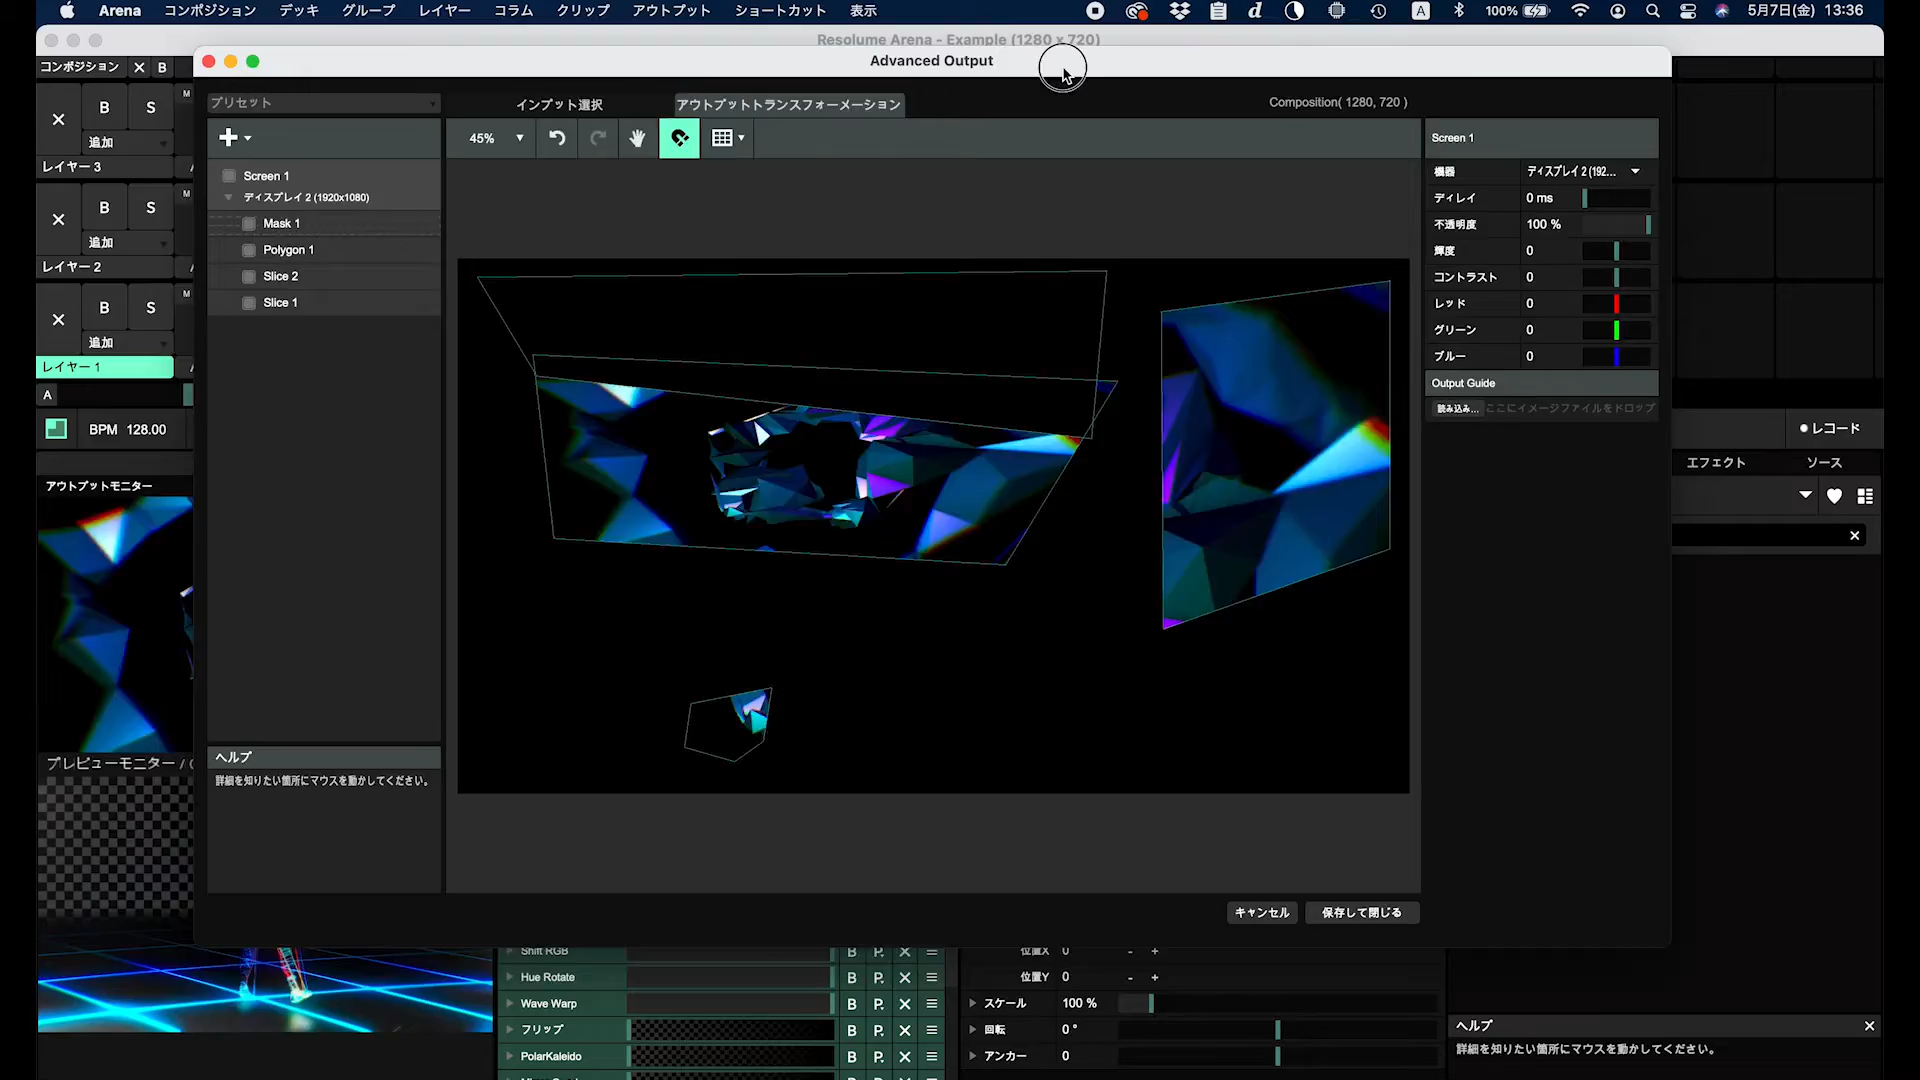 Arena コンポジション デッキ グループ レイヤー コラム クリップ アウトプット ショートカット 表示 100% A 5月7日(金) 13:36
Resolume Arena - Example (1280 x 720)
Advanced Output
コンポジション X B
B S M
追加
レイヤー 3
B S M
追加
レイヤー 2
B S M
追加
レイヤー 1
A
BPM 128.00
アウトプットモニター
プレビューモニター
プリセット
インプット選択 アウトプットトランスフォーメーション
Composition( 1280, 720 )
45%
Screen 1
ディスプレイ 2 (1920x1080)
Mask 1
Polygon 1
Slice 2
Slice 1
ヘルプ
詳細を知りたい箇所にマウスを動かしてください。
Screen 1
機器 ディスプレイ 2 (192...
ディレイ 0 ms
不透明度 100 %
輝度 0
コントラスト 0
レッド 0
グリーン 0
ブルー 0
Output Guide
読み込み... ここにイメージファイルをドロップ
キャンセル 保存して閉じる
レコード
エフェクト ソース
Shift RGB B P.
Hue Rotate B P.
Wave Warp B P.
フリップ B P.
PolarKaleido B P.
位置X 0 - +
位置Y 0 - +
スケール 100 %
回転 0 °
アンカー 0
ヘルプ
詳細を知りたい箇所にマウスを動かしてください。